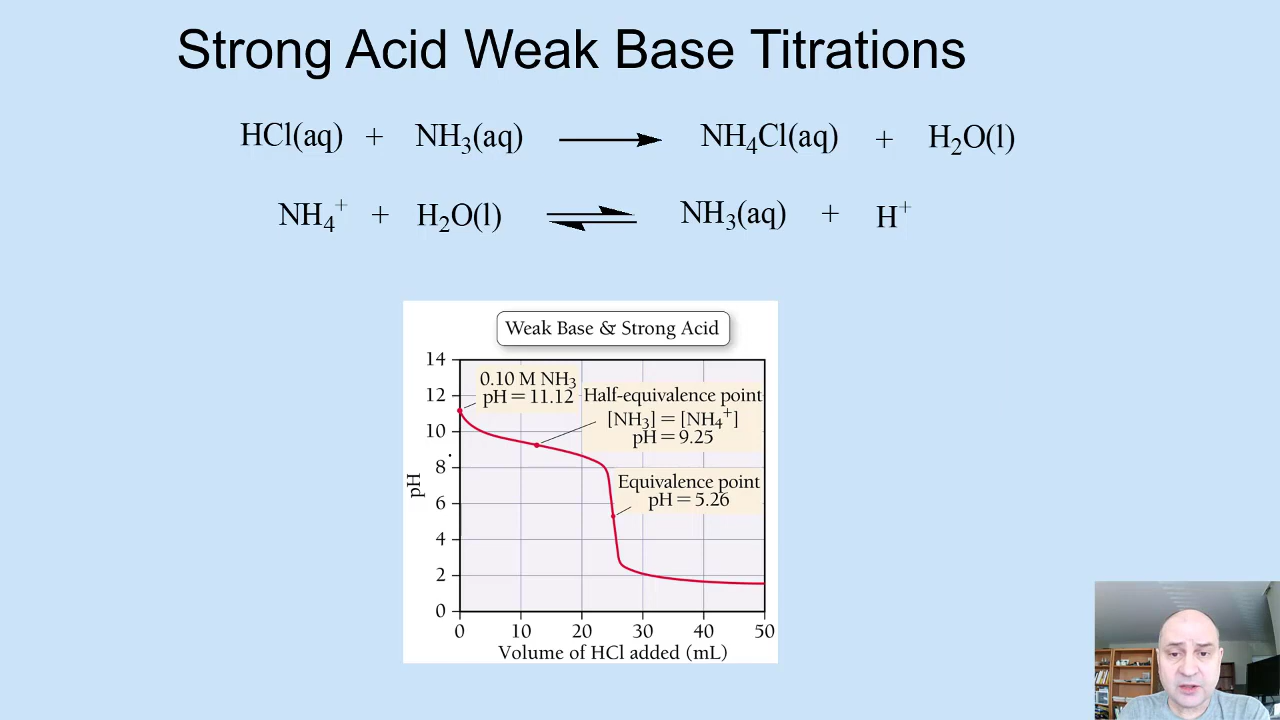 Strong Acid Weak Base Titrations
HCl(aq) + NH₃(aq) ⟶ NH₄Cl(aq) + H₂O(l)
NH₄⁺ + H₂O(l) ⇌ NH₃(aq) + H⁺
Weak Base & Strong Acid
14
12
10
8
6
4
2
0
pH
0.10 M NH₃
pH = 11.12
Half-equivalence point
[NH₃] = [NH₄⁺]
pH = 9.25
Equivalence point
pH = 5.26
0 10 20 30 40 50
Volume of HCl added (mL)